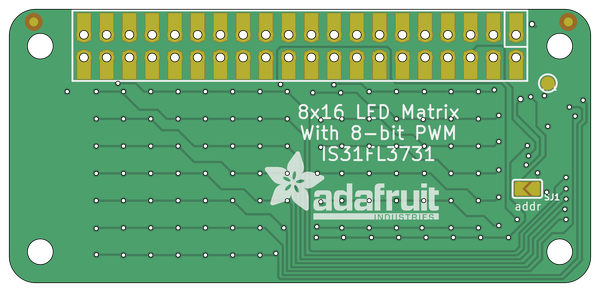 8x16 LED Matrix
With 8-bit PWM
IS31FL3731
adafruit
INDUSTRIES
SJ1
addr